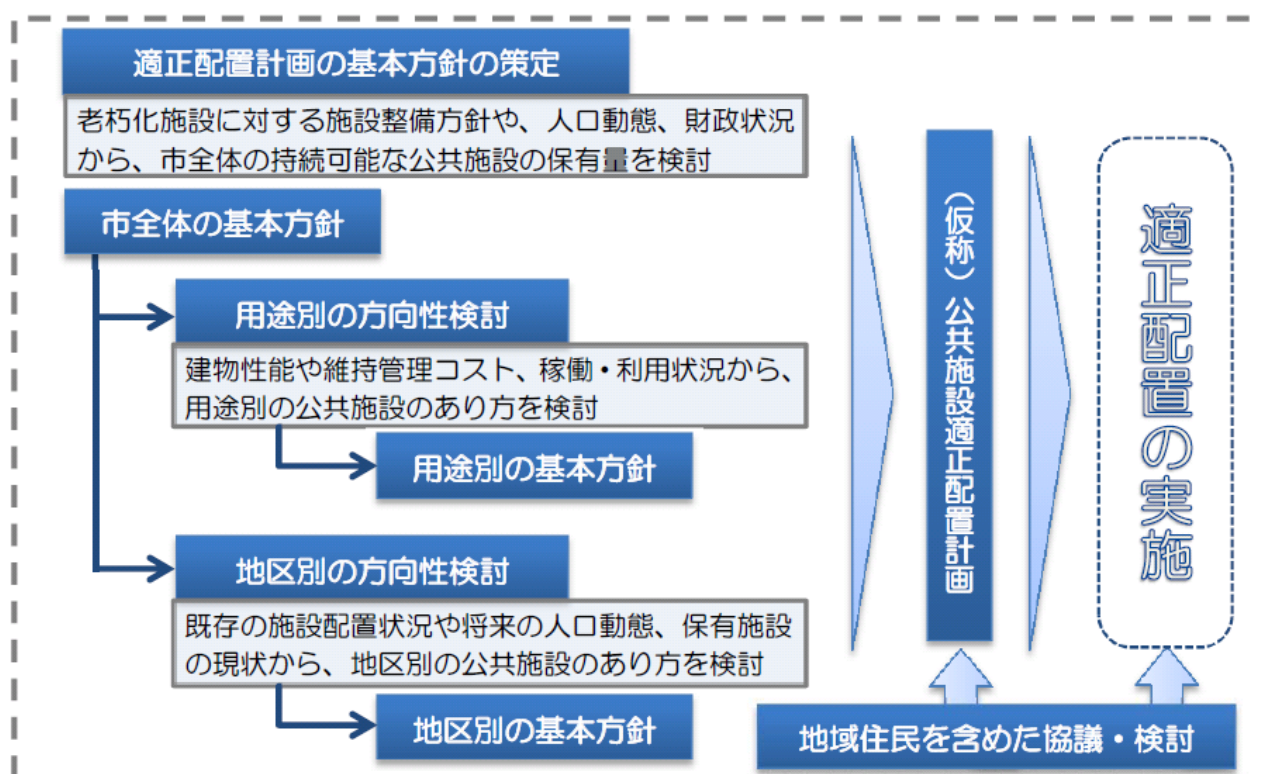 適正配置計画の基本方針の策定
老朽化施設に対する施設整備方針や、人口動態、財政状況
から、市全体の持続可能な公共施設の保有量を検討
市全体の基本方針
用途別の方向性検討
建物性能や維持管理コスト、稼働・利用状況から、
用途別の公共施設のあり方を検討
用途別の基本方針
地区別の方向性検討
既存の施設配置状況や将来の人口動態、保有施設
の現状から、地区別の公共施設のあり方を検討
地区別の基本方針
（仮称）公共施設適正配置計画
適正配置の実施
地域住民を含めた協議・検討